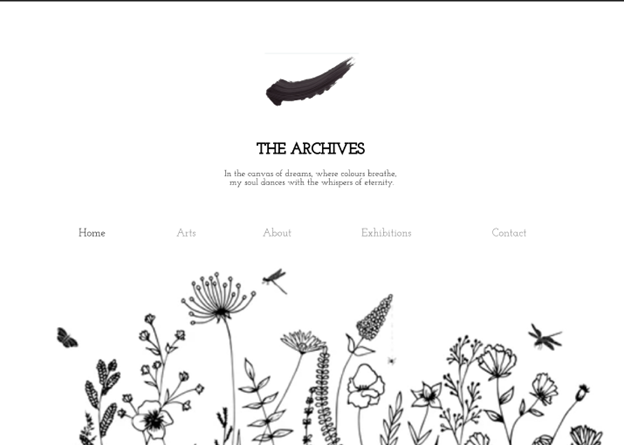 THE ARCHIVES
In the canvas of dreams, where colours breathe,
my soul dances with the whispers of eternity.
Home Arts About Exhibitions Contact